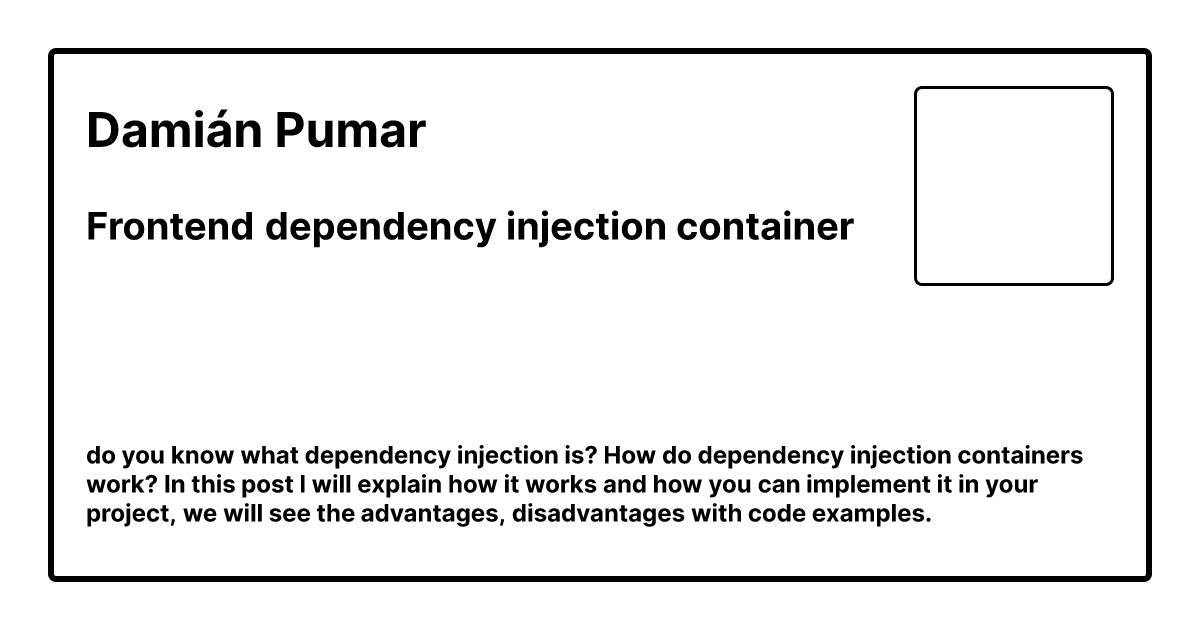 Damián Pumar
Frontend dependency injection container
do you know what dependency injection is? How do dependency injection containers
work? In this post I will explain how it works and how you can implement it in your
project, we will see the advantages, disadvantages with code examples.